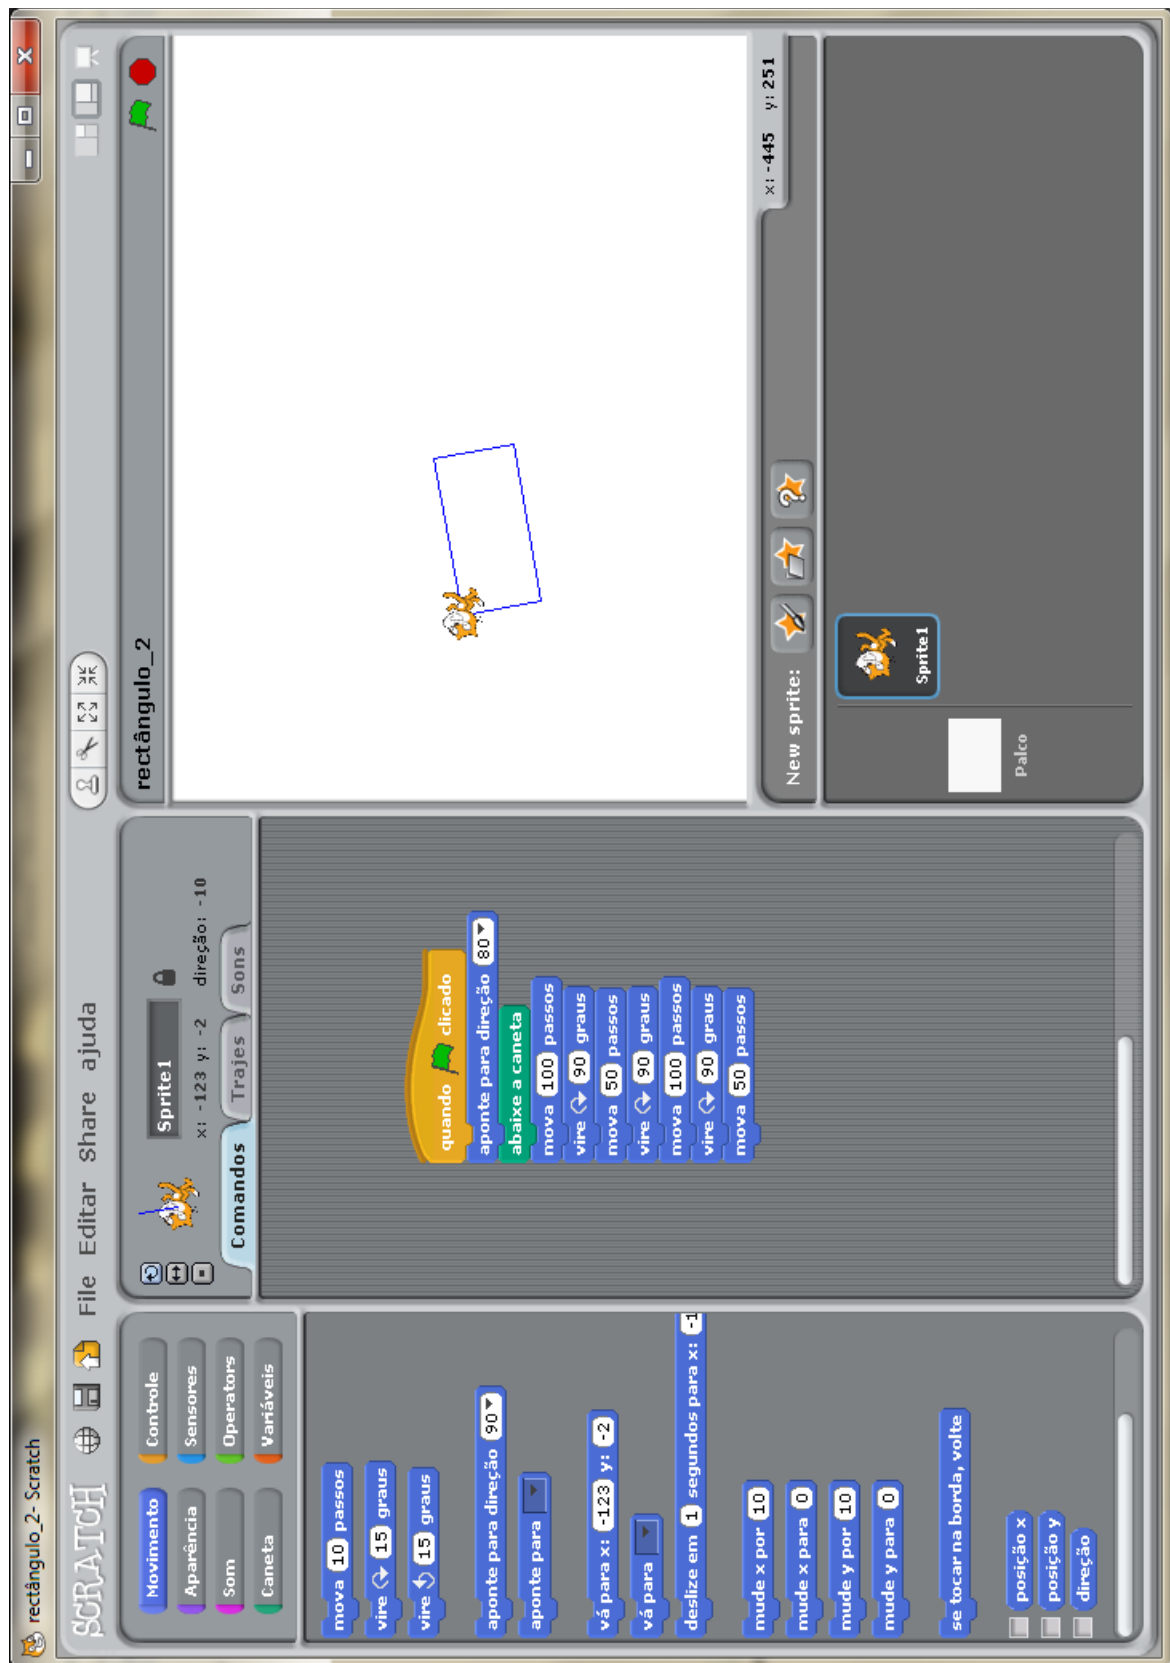 rectângulo_2- Scratch
SCRATCH File Editar Share ajuda
Movimento Controle
Aparência Sensores
Som Operators
Caneta Variáveis
mova 10 passos
vire 15 graus
vire 15 graus
aponte para direção 90
aponte para
vá para x: -123 y: -2
vá para
deslize em 1 segundos para x: -1
mude x por 10
mude x para 0
mude y por 10
mude y para 0
se tocar na borda, volte
posição x
posição y
direção
Sprite1
x: -123 y: -2 direção: -10
Comandos Trajes Sons
quando clicado
aponte para direção 80
abaixe a caneta
mova 100 passos
vire 90 graus
mova 50 passos
vire 90 graus
mova 100 passos
vire 90 graus
mova 50 passos
rectângulo_2
x: -445 y: 251
New sprite:
Sprite1
Palco